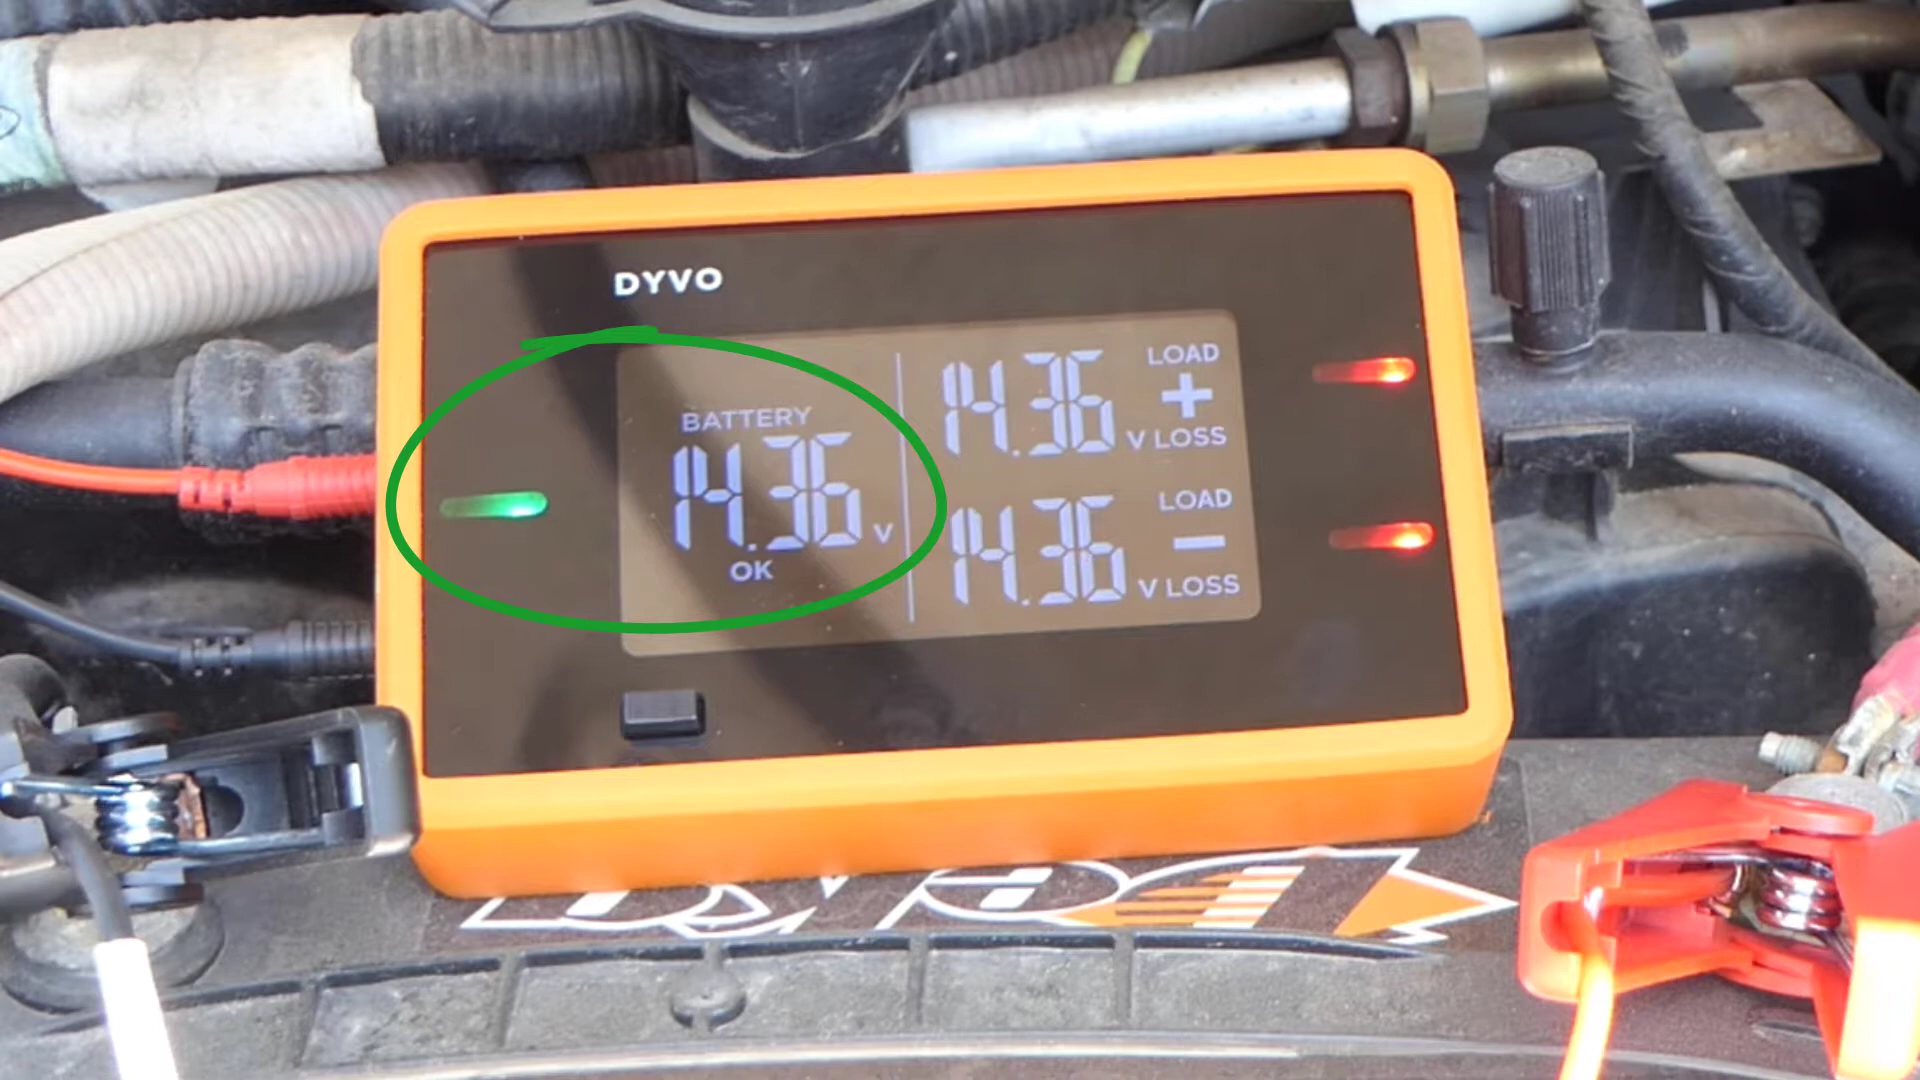 DYVO
BATTERY
14.36 V
OK
14.36 V LOSS
LOAD
+
14.36 V LOSS
LOAD
−